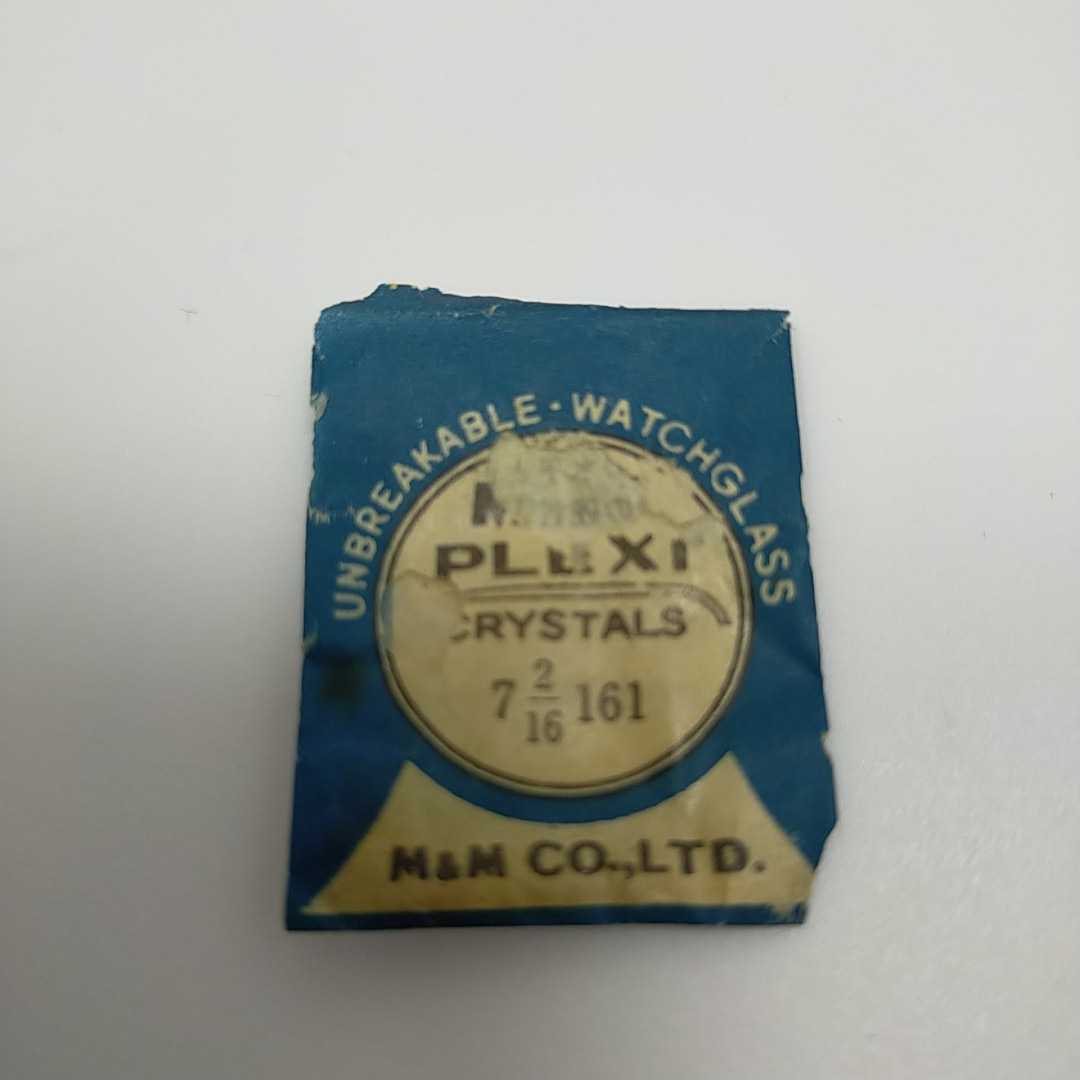 UNBREAKABLE · WATCHGLASS
PLEXI
CRYSTALS
7 2/16 161
M&M CO.,LTD.